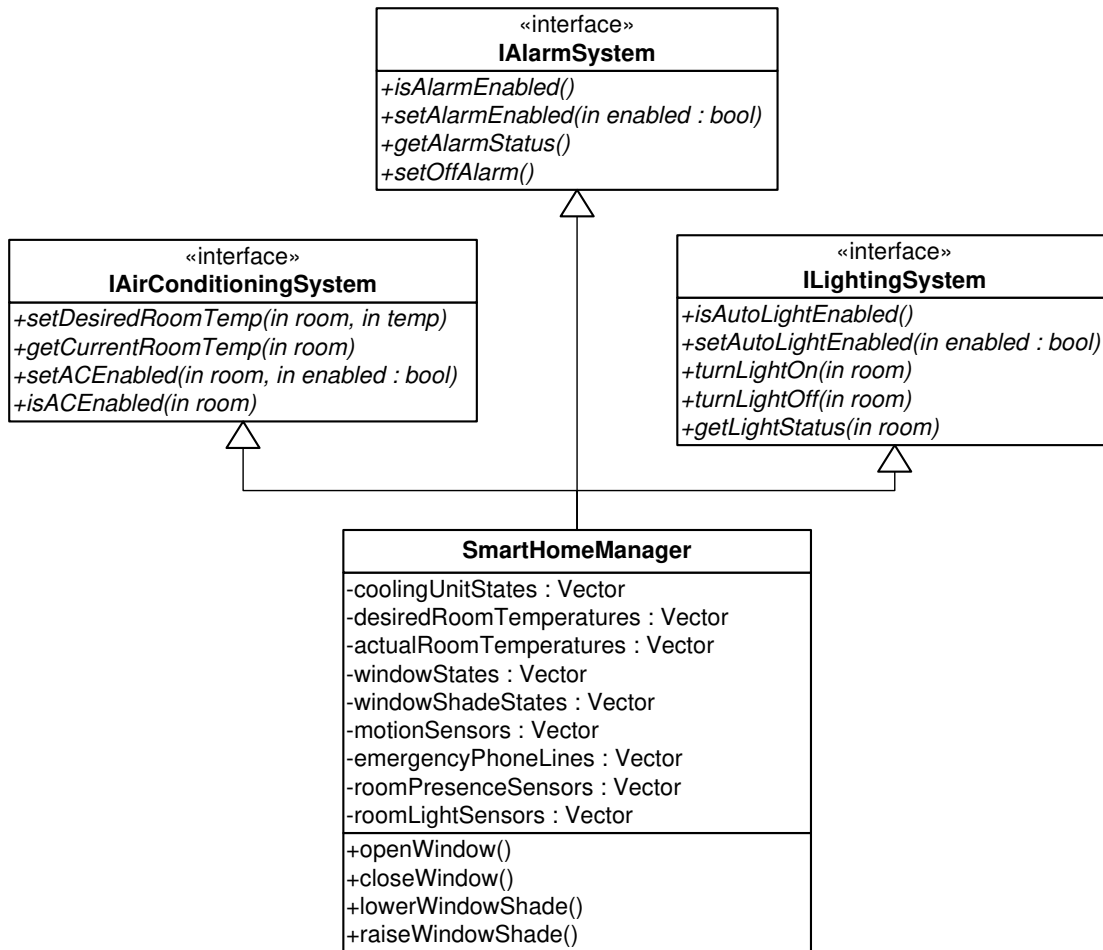 «interface»
IAlarmSystem
+isAlarmEnabled()
+setAlarmEnabled(in enabled : bool)
+getAlarmStatus()
+setOffAlarm()
«interface»
IAirConditioningSystem
+setDesiredRoomTemp(in room, in temp)
+getCurrentRoomTemp(in room)
+setACEnabled(in room, in enabled : bool)
+isACEnabled(in room)
«interface»
ILightingSystem
+isAutoLightEnabled()
+setAutoLightEnabled(in enabled : bool)
+turnLightOn(in room)
+turnLightOff(in room)
+getLightStatus(in room)
SmartHomeManager
-coolingUnitStates : Vector
-desiredRoomTemperatures : Vector
-actualRoomTemperatures : Vector
-windowStates : Vector
-windowShadeStates : Vector
-motionSensors : Vector
-emergencyPhoneLines : Vector
-roomPresenceSensors : Vector
-roomLightSensors : Vector
+openWindow()
+closeWindow()
+lowerWindowShade()
+raiseWindowShade()